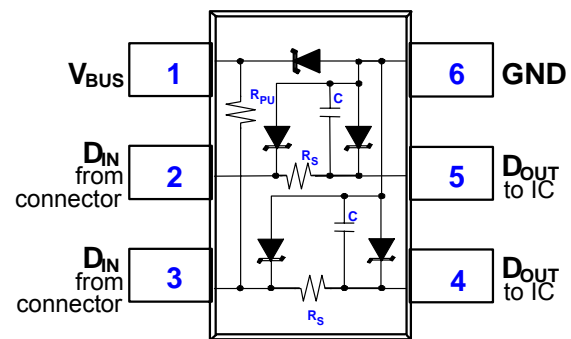 VBUS 1
6 GND
RPU
C
DIN
from
connector
2
RS
5
DOUT
to IC
C
DIN
from
connector
3
RS
4
DOUT
to IC